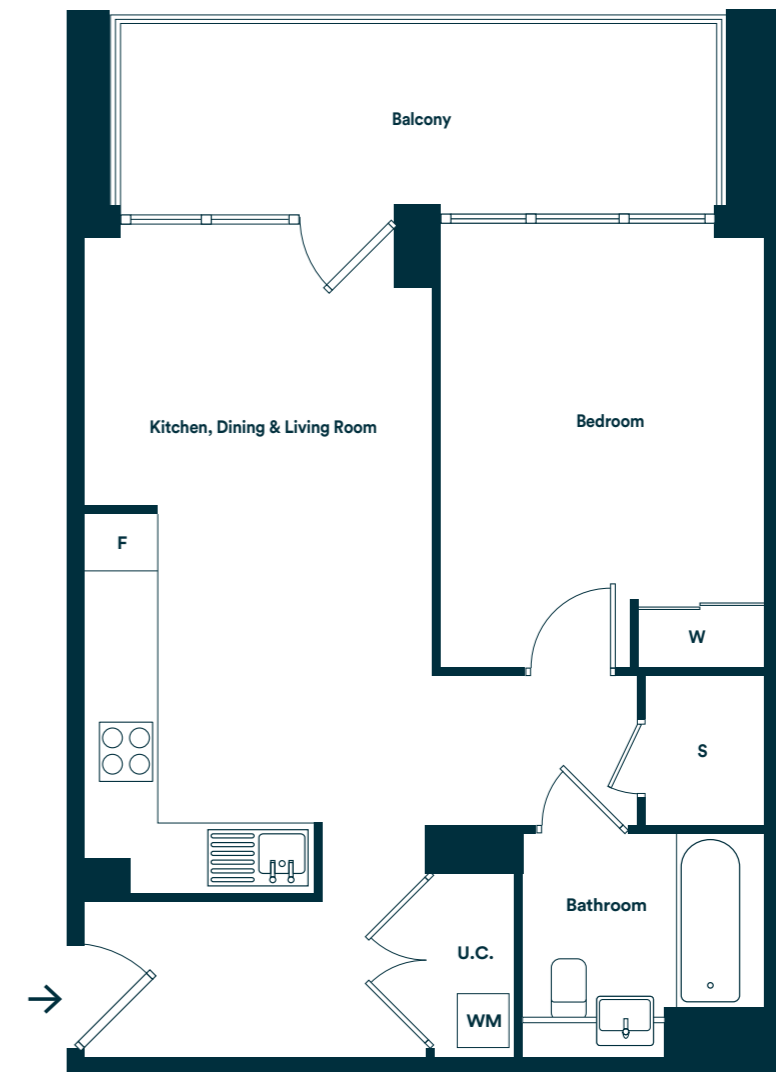 Balcony
Kitchen, Dining & Living Room
Bedroom
F
W
S
Bathroom
U.C.
WM